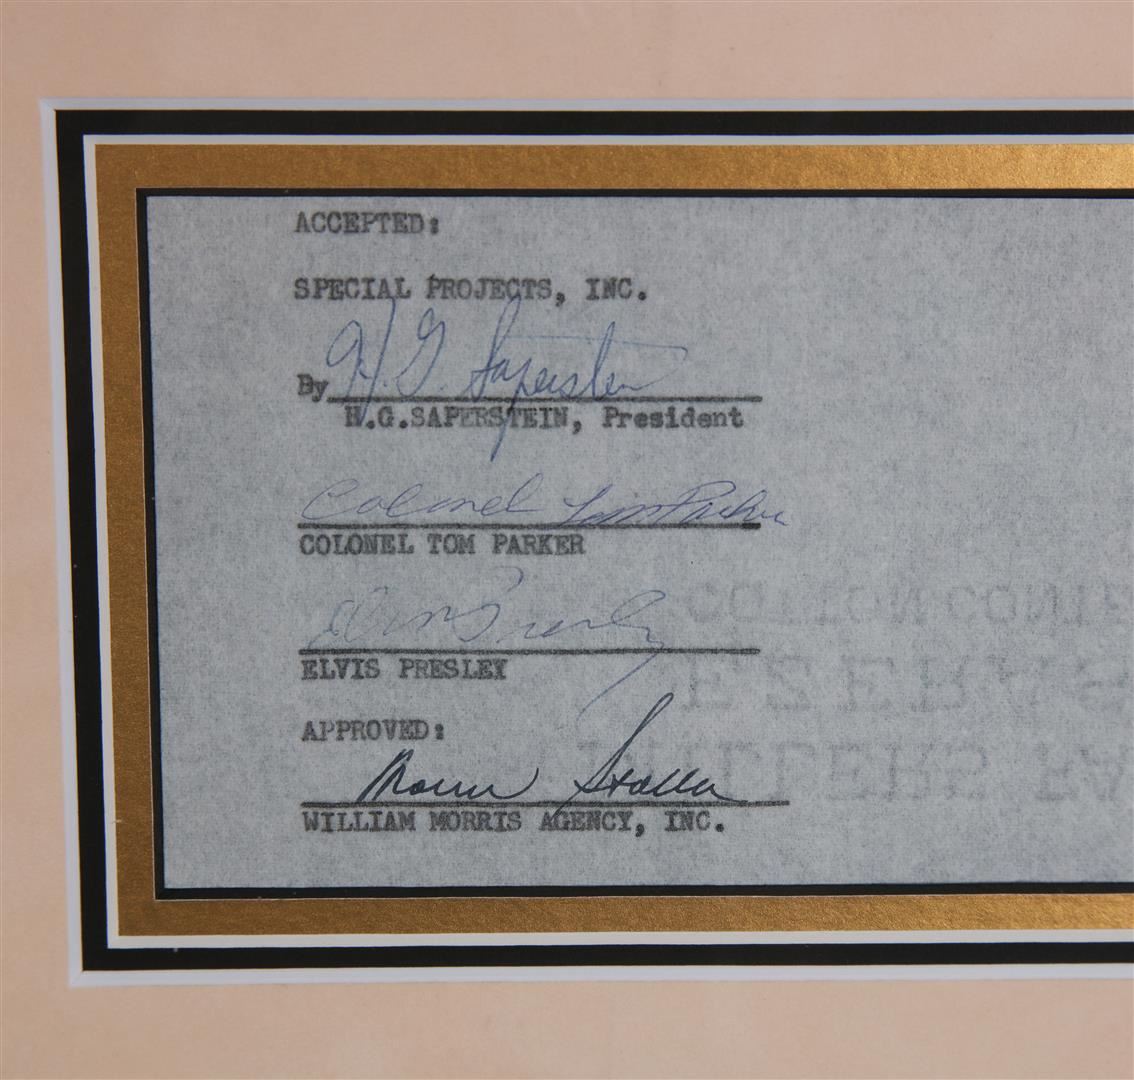 ACCEPTED:
SPECIAL PROJECTS, INC.
H. G. Saperstein
By
H.G.SAPERSTEIN, President
Colonel Tom Parker
COLONEL TOM PARKER
Elvis Presley
ELVIS PRESLEY
APPROVED:
WILLIAM MORRIS AGENCY, INC.